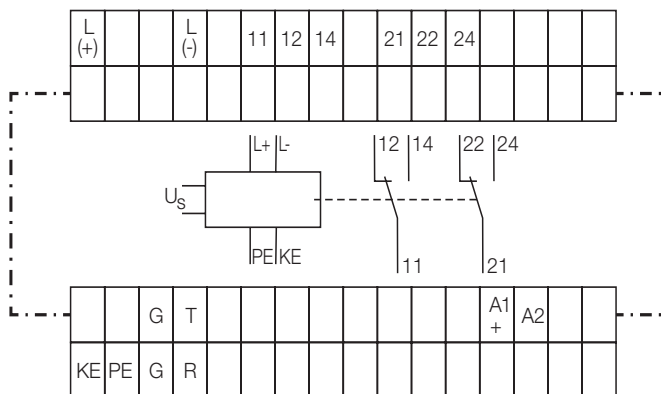 L (+) L (-) 11 12 14 21 22 24
L+ L- 12 14 22 24
Us
PE KE 11 21
G T A1 + A2
KE PE G R